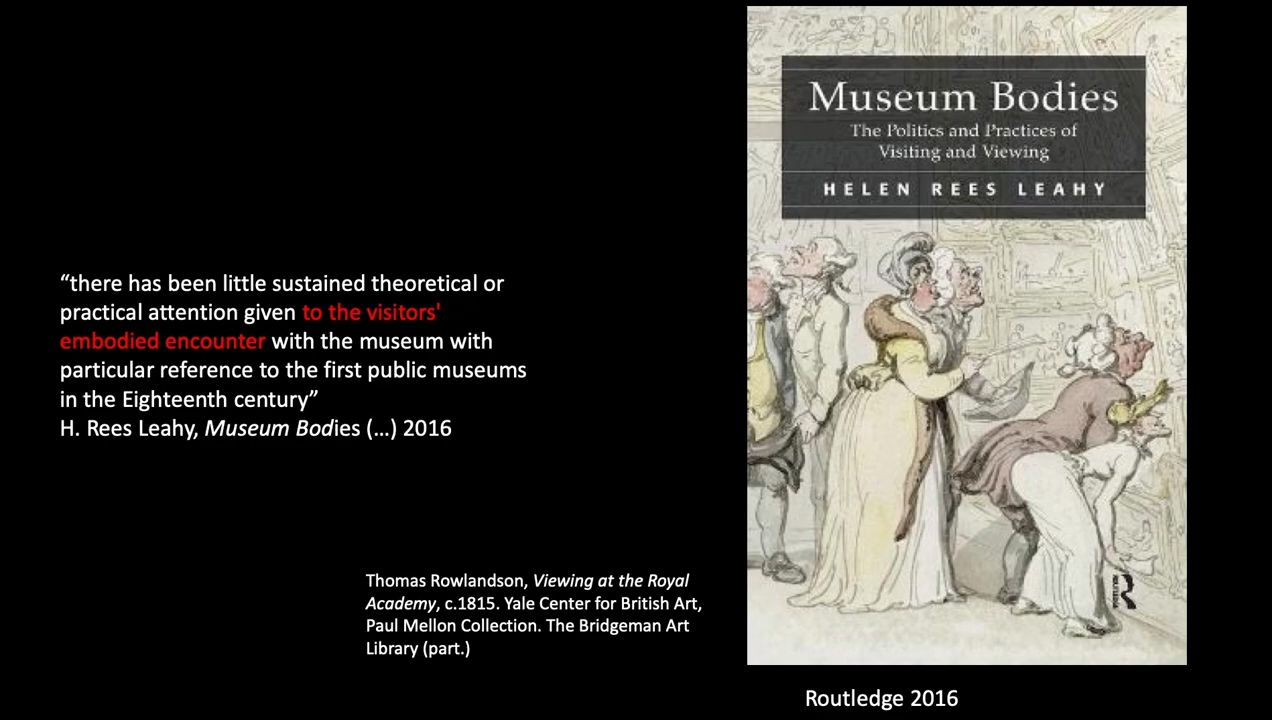 “there has been little sustained theoretical or
practical attention given to the visitors'
embodied encounter with the museum with
particular reference to the first public museums
in the Eighteenth century”
H. Rees Leahy, Museum Bodies (...) 2016
Thomas Rowlandson, Viewing at the Royal
Academy, c.1815. Yale Center for British Art,
Paul Mellon Collection. The Bridgeman Art
Library (part.)
Museum Bodies
The Politics and Practices of
Visiting and Viewing
HELEN REES LEAHY
ROUTLEDGE
Routledge 2016